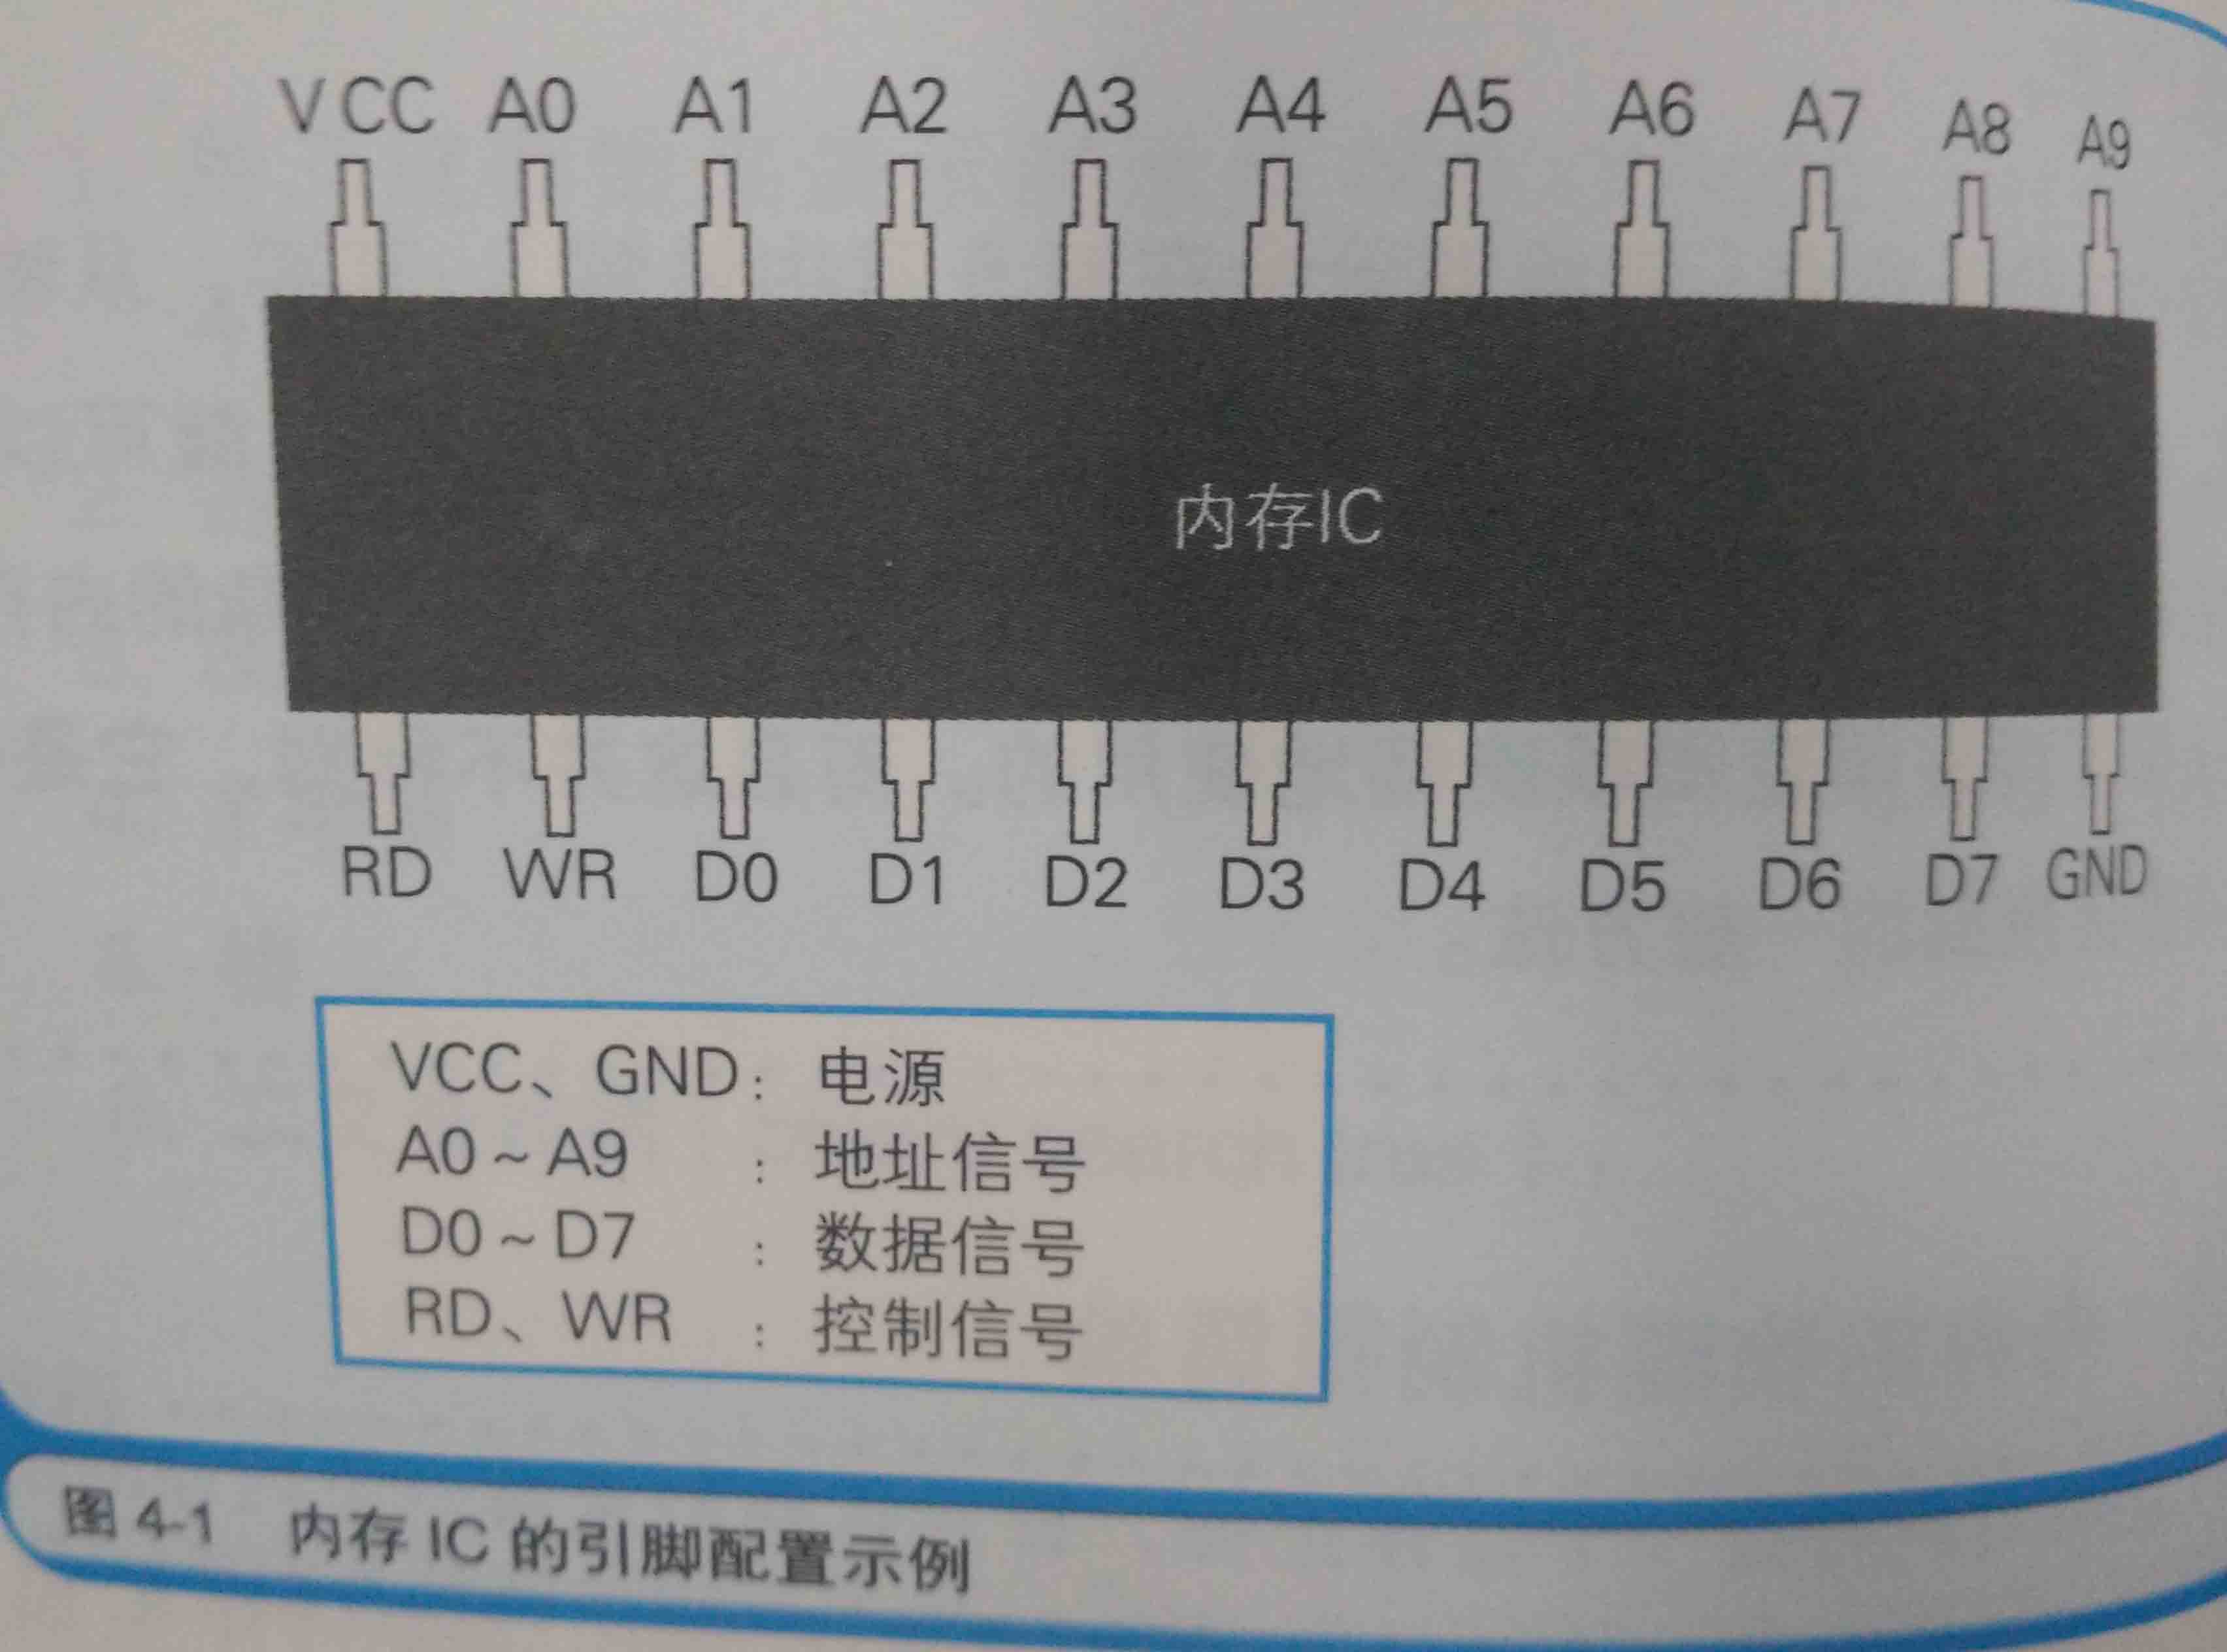 VCC A0 A1 A2 A3 A4 A5 A6 A7 A8 A9
内存IC
RD WR D0 D1 D2 D3 D4 D5 D6 D7 GND
VCC、GND：电源
A0～A9：地址信号
D0～D7：数据信号
RD、WR：控制信号
图 4-1 内存 IC 的引脚配置示例